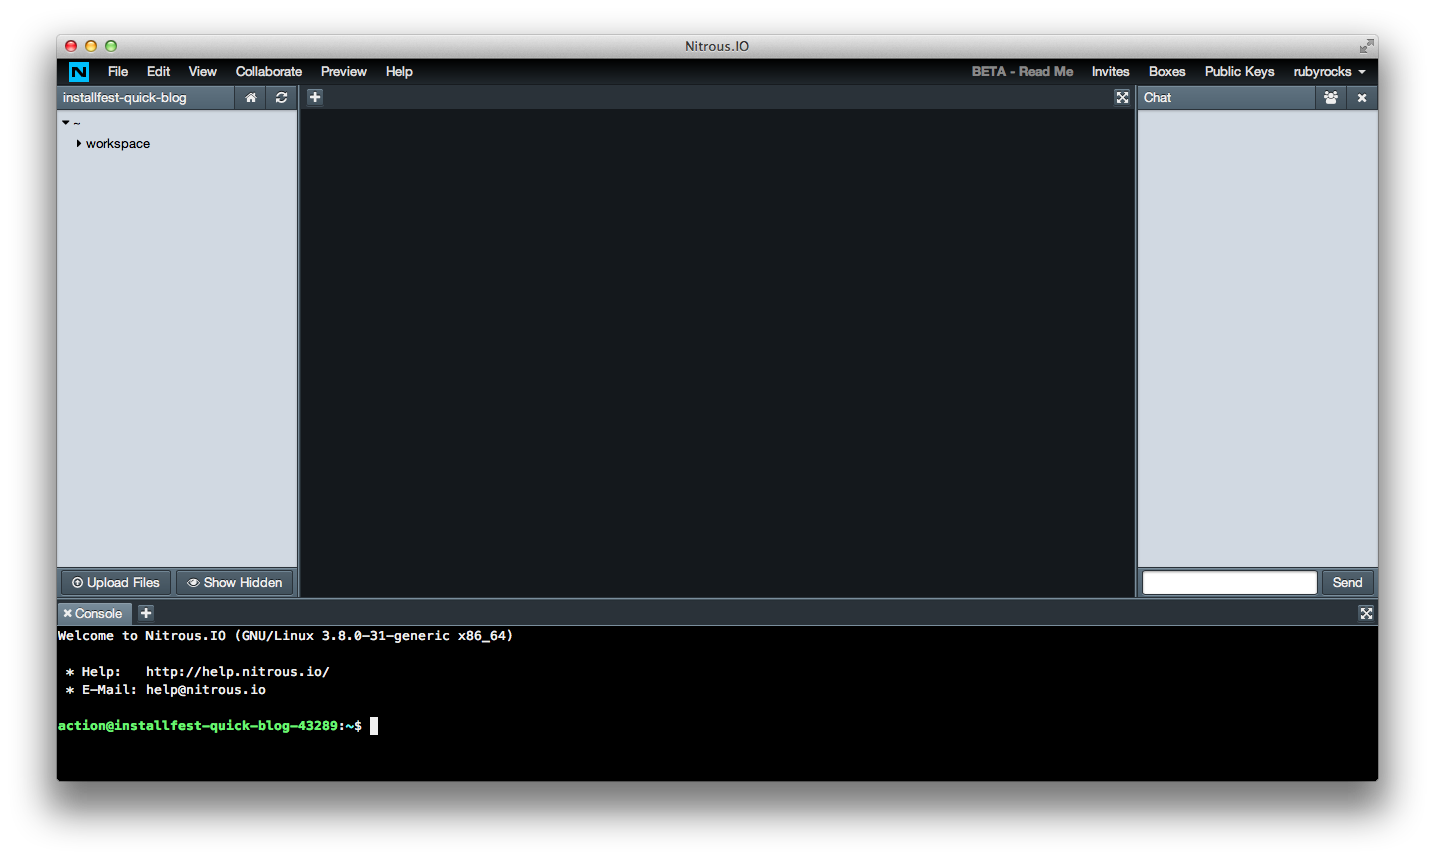 Nitrous.IO
N File Edit View Collaborate Preview Help BETA - Read Me Invites Boxes Public Keys rubyrocks
installfest-quick-blog
Chat
~
workspace
Upload Files Show Hidden
Send
Console
Welcome to Nitrous.IO (GNU/Linux 3.8.0-31-generic x86_64)
* Help: http://help.nitrous.io/
* E-Mail: help@nitrous.io
action@installfest-quick-blog-43289:~$